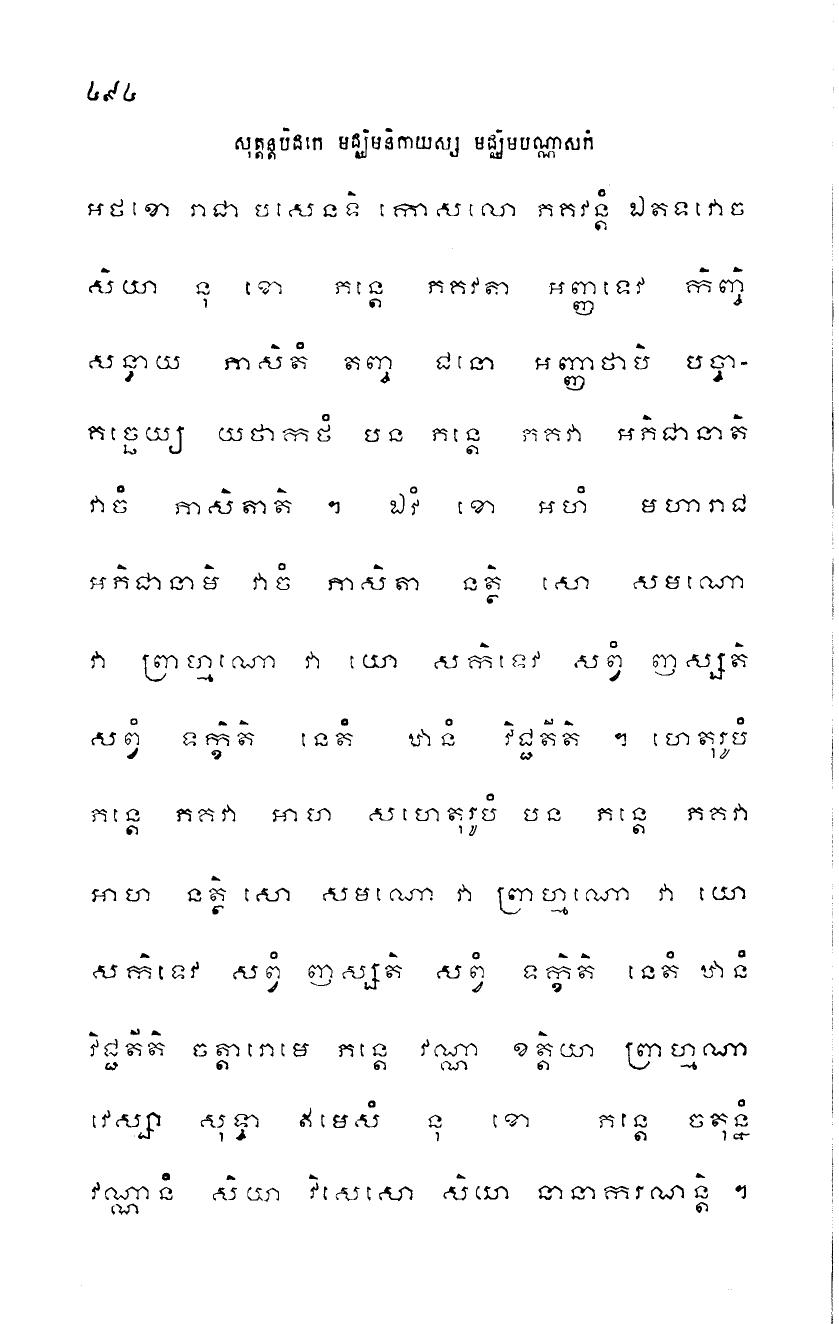 ៤៩៤
សុត្តន្តបិដកេ មជ្ឈិមនិកាយស្ស មជ្ឈិមបណ្ណាសកំ
អថខោ រាជា បសេនទិ កោសលោ ភគវន្តំ ឯតទវោច
សិយា នុ ខោ ភន្តេ ភគវតា អញ្ញទេវ កិញ្ចិ
សន្ធាយ ភាសិតំ តញ្ច ជនោ អញ្ញាថាបិ បច្ចា-
គច្ឆេយ្យ យថាកថំ បន ភន្តេ ភគវា អភិជានាតិ
វាចំ ភាសិតាតិ ។ ឯវំ ខោ អហំ មហារាជ
អភិជានាមិ វាចំ ភាសិតា នត្ថិ សោ សមណោ
វា ព្រាហ្មណោ វា យោ សកិទេវ សព្វំ ញស្សតិ
សព្វំ ទក្ខិតិ នេតំ ឋានំ វិជ្ជតីតិ ។ ហេតុរូបំ
ភន្តេ ភគវា អាហ សហេតុរូបំ បន ភន្តេ ភគវា
អាហ នត្ថិ សោ សមណោ វា ព្រាហ្មណោ វា យោ
សកិទេវ សព្វំ ញស្សតិ សព្វំ ទក្ខិតិ នេតំ ឋានំ
វិជ្ជតីតិ ចត្តារោមេ ភន្តេ វណ្ណា ខត្តិយា ព្រាហ្មណា
វេស្សា សុទ្ទា ឥមេសំ នុ ខោ ភន្តេ ចតុន្នំ
វណ្ណានំ សិយា វិសេសោ សិយា នានាករណន្តិ ។